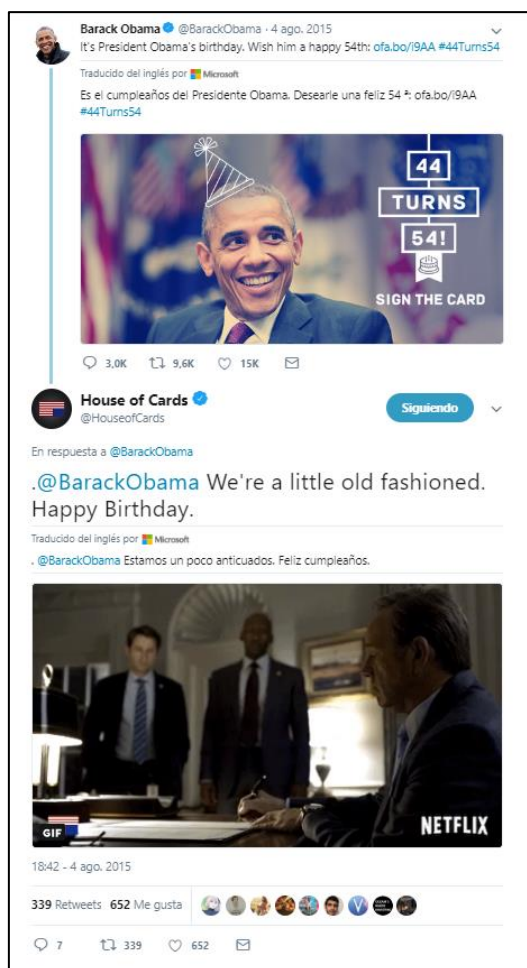 Barack Obama @BarackObama · 4 ago. 2015
It's President Obama's birthday. Wish him a happy 54th: ofa.bo/i9AA #44Turns54
Traducido del inglés por Microsoft
Es el cumpleaños del Presidente Obama. Desearle una feliz 54 ª: ofa.bo/i9AA
#44Turns54
44
TURNS
54!
SIGN THE CARD
3,0K 9,6K 15K
House of Cards
@HouseofCards
Siguiendo
En respuesta a @BarackObama
.@BarackObama We're a little old fashioned.
Happy Birthday.
Traducido del inglés por Microsoft
. @BarackObama Estamos un poco anticuados. Feliz cumpleaños.
GIF
NETFLIX
18:42 - 4 ago. 2015
339 Retweets 652 Me gusta
7 339 652